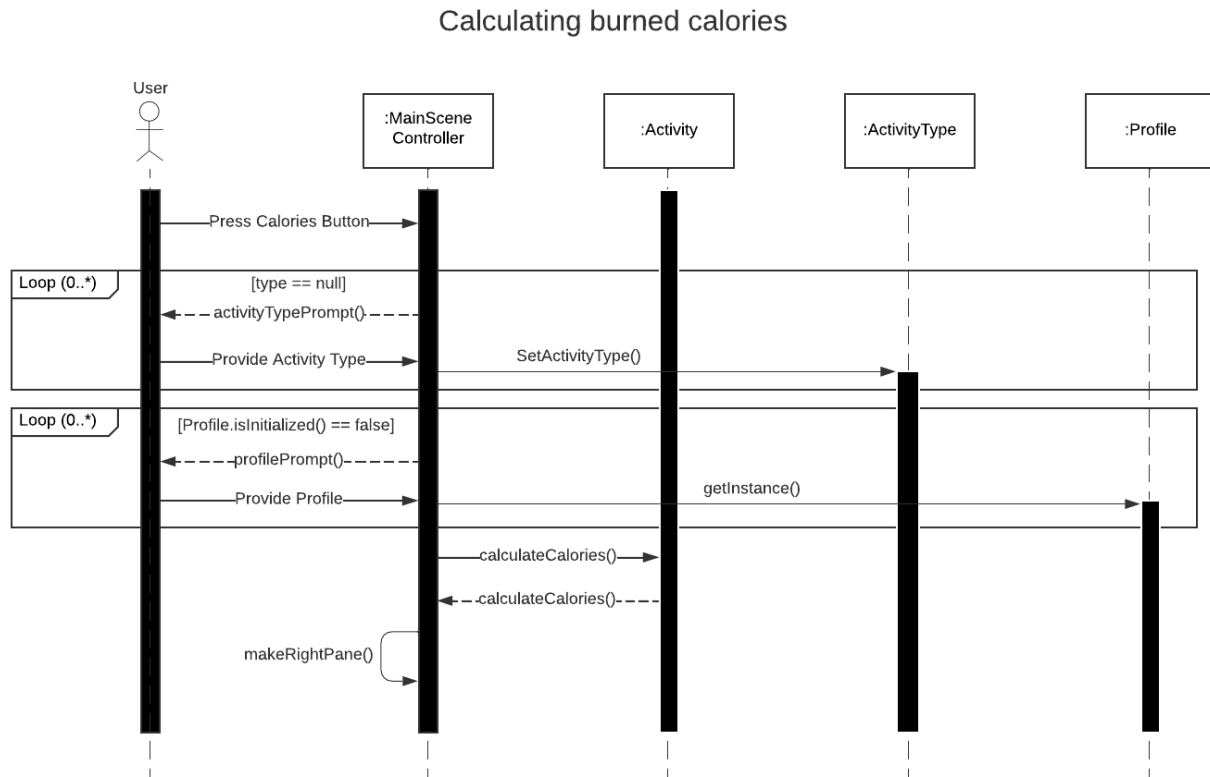 Calculating burned calories
User
:MainScene
Controller
:Activity
:ActivityType
:Profile
Press Calories Button
Loop (0..*)
[type == null]
activityTypePrompt()
Provide Activity Type
SetActivityType()
Loop (0..*)
[Profile.isInitialized() == false]
profilePrompt()
Provide Profile
getInstance()
calculateCalories()
calculateCalories()
makeRightPane()